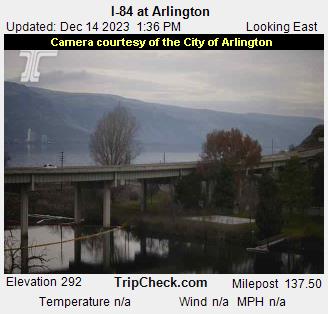 I-84 at Arlington
Updated: Dec 14 2023 1:36 PM Looking East
Camera courtesy of the City of Arlington
Elevation 292 TripCheck.com Milepost 137.50
Temperature n/a Wind n/a MPH n/a